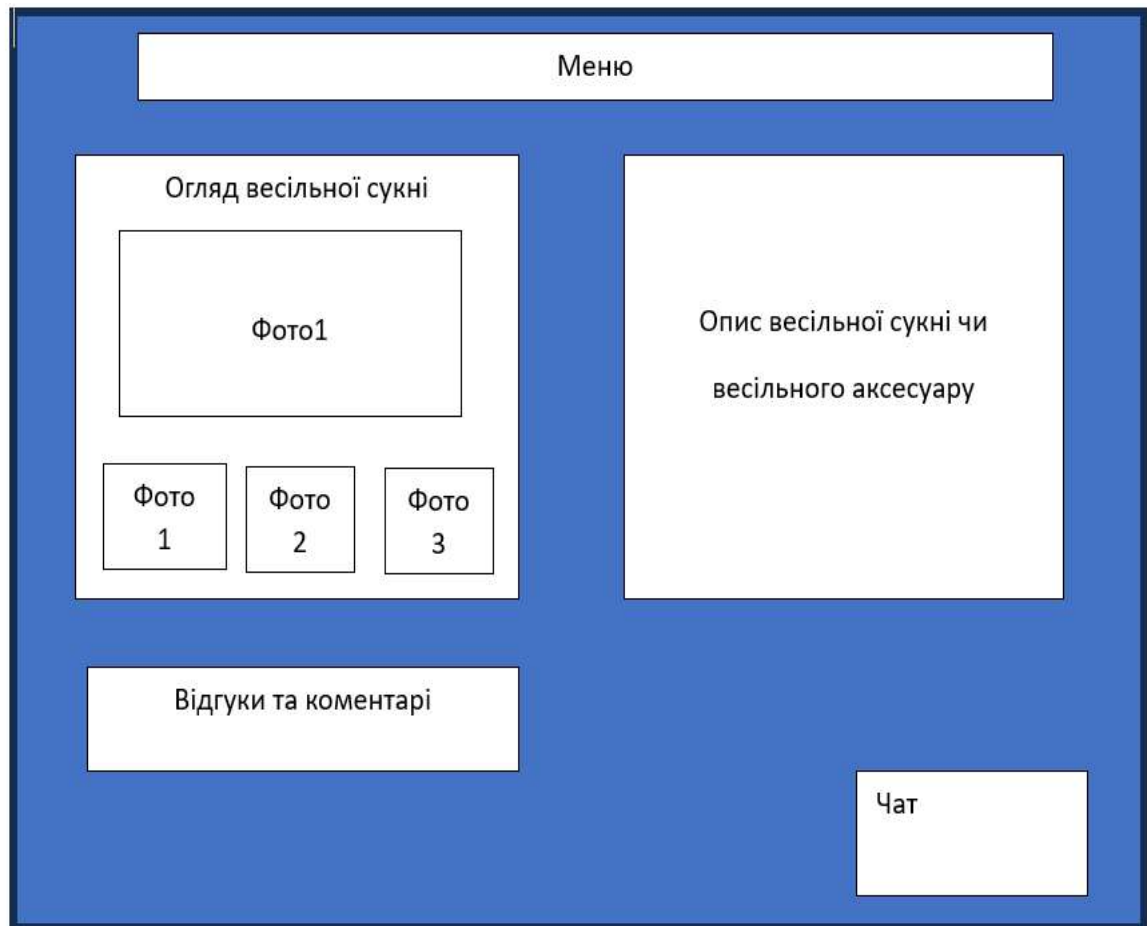 Меню
Огляд весільної сукні
Фото1
Фото
1
Фото
2
Фото
3
Опис весільної сукні чи
весільного аксесуару
Відгуки та коментарі
Чат